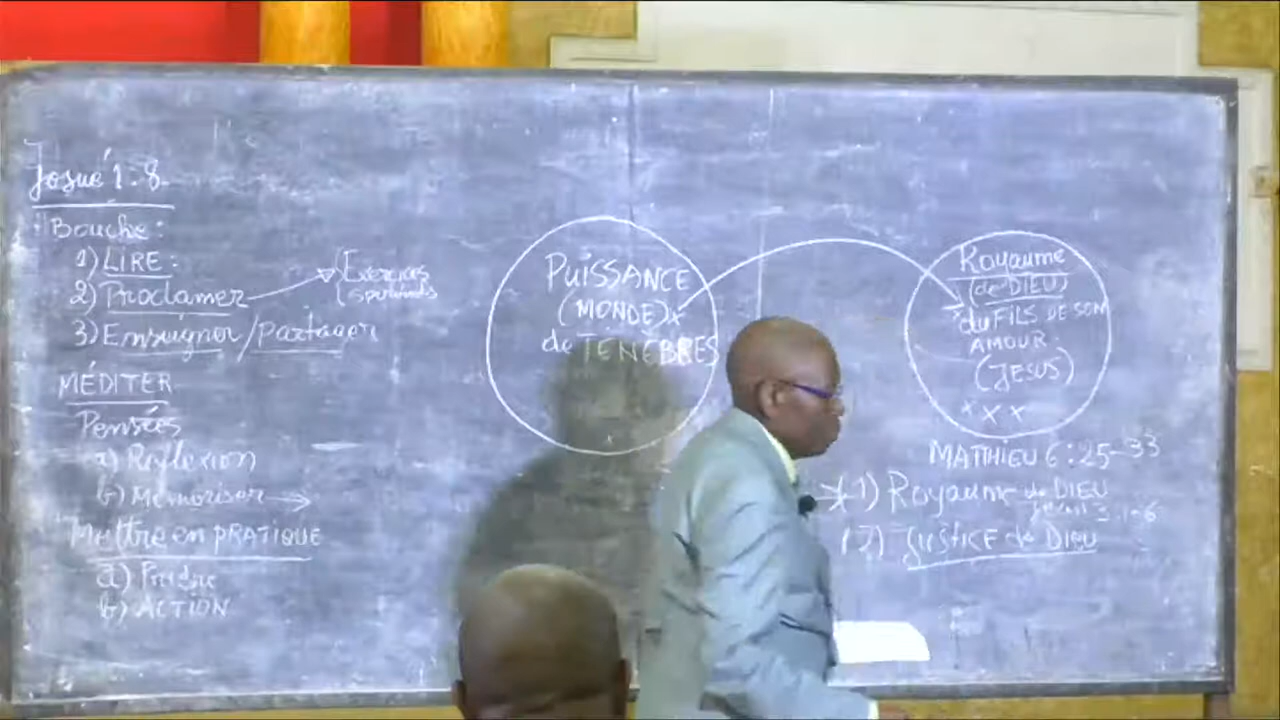 Josué 1.8.
Bouche:
1) LIRE:
2) Proclamer
Exercices
spirituels
3) Enseigner/partager
MÉDITER
Pensées
a) Réflexion
b) Mémoriser
Mettre en PRATIQUE
a) Prière
b) ACTION
PUISSANCE
(MONDE) x
de TENÈBRES
Royaume
(de DIEU)
x du FILS DE SON
AMOUR.
(JESUS)
x x x
MATTHIEU 6:25-33
1) Royaume de DIEU
3.1-6
2) Justice de Dieu